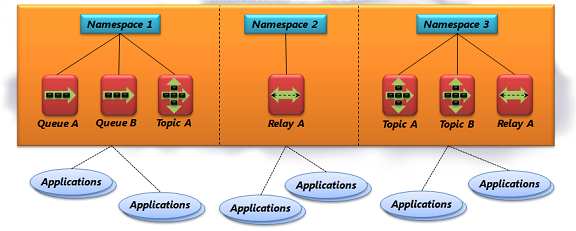 Namespace 1
Namespace 2
Namespace 3
Queue A
Queue B
Topic A
Relay A
Topic A
Topic B
Relay A
Applications
Applications
Applications
Applications
Applications
Applications